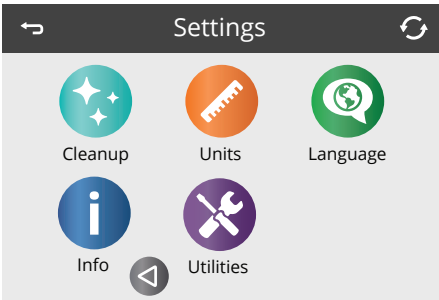 Settings
Cleanup
Units
Language
Info
Utilities